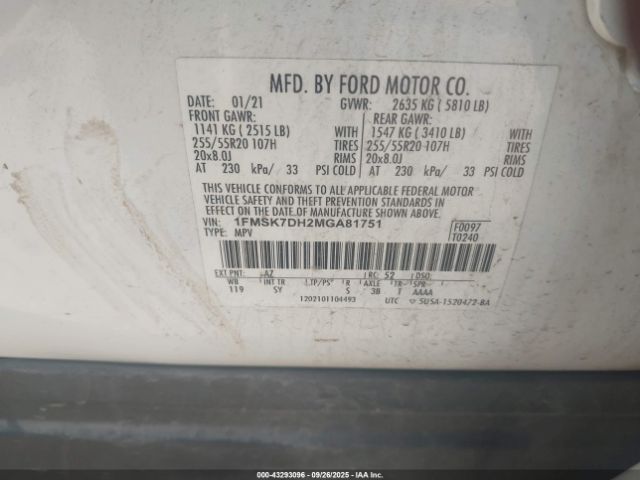 MFD. BY FORD MOTOR CO.
DATE: 01/21 GVWR: 2635 KG ( 5810 LB)
FRONT GAWR: REAR GAWR:
1141 KG ( 2515 LB) WITH 1547 KG ( 3410 LB) WITH
255/55R20 107H TIRES 255/55R20 107H TIRES
20x8.0J RIMS 20x8.0J RIMS
AT 230 kPa/ 33 PSI COLD AT 230 kPa/ 33 PSI COLD
THIS VEHICLE CONFORMS TO ALL APPLICABLE FEDERAL MOTOR
VEHICLE SAFETY AND THEFT PREVENTION STANDARDS IN EFFECT
ON THE DATE OF MANUFACTURE SHOWN ABOVE.
VIN: 1FMSK7DH2MGA81751 F0097
TYPE: MPV T0240
EXT PNT: AZ RC: 52 DSO:
WB INT TR TP/PS R AXLE TR SPR
119 SY S 3B T AAAA
1202101104493 UTC 5USA-1520472-BA
000-43293096 - 09/26/2025 - IAAI.com